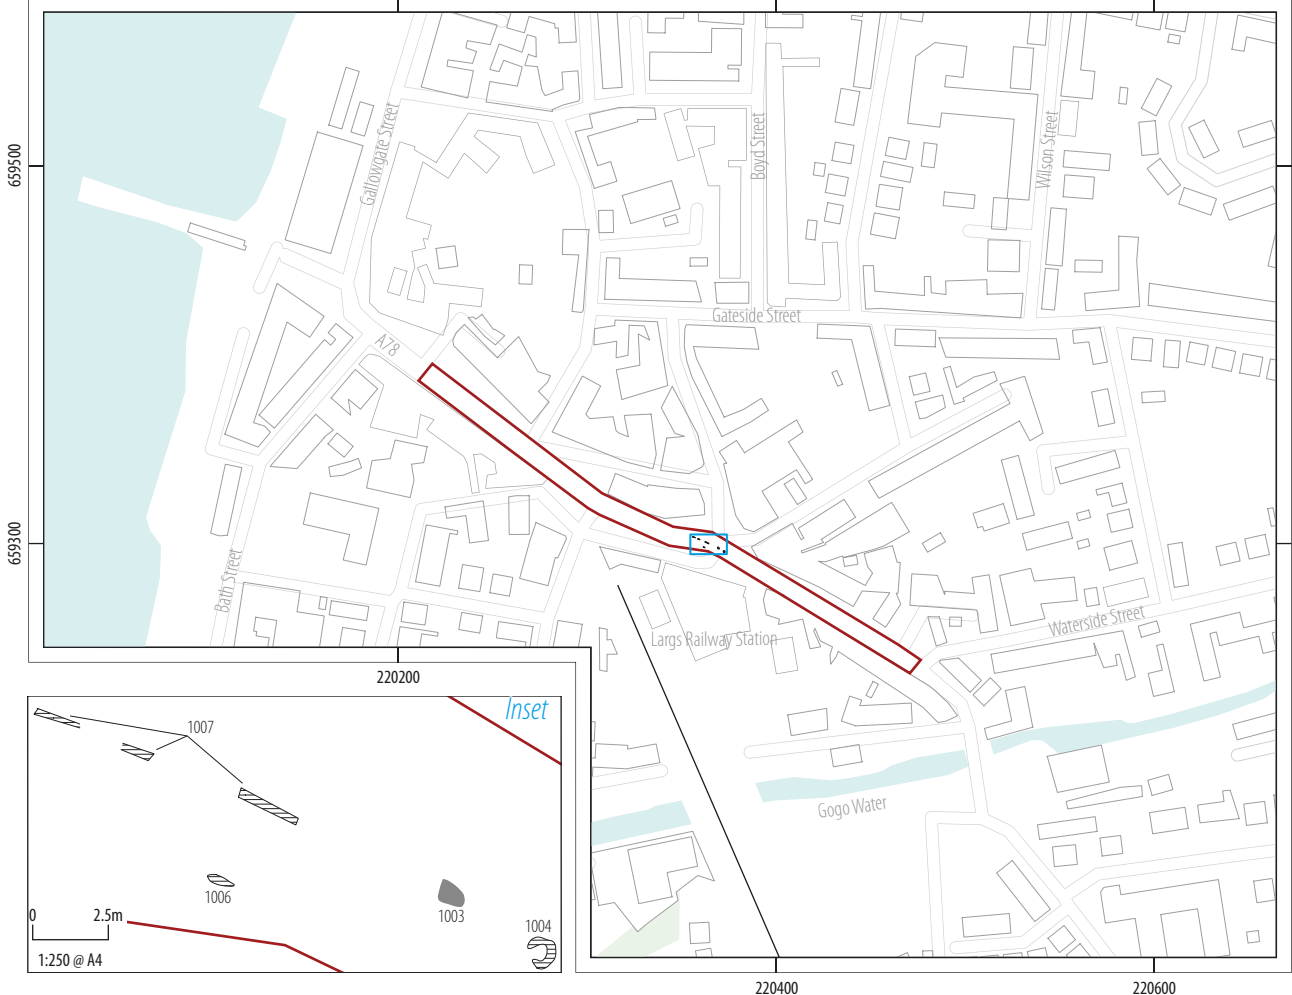 659500
659300
Gallowgate Street
Boyd Street
Wilson Street
Gateside Street
A78
Bath Street
Waterside Street
Largs Railway Station
Gogo Water
220200
220400
220600
Inset
1007
1006
1003
1004
0 2.5m
1:250 @ A4